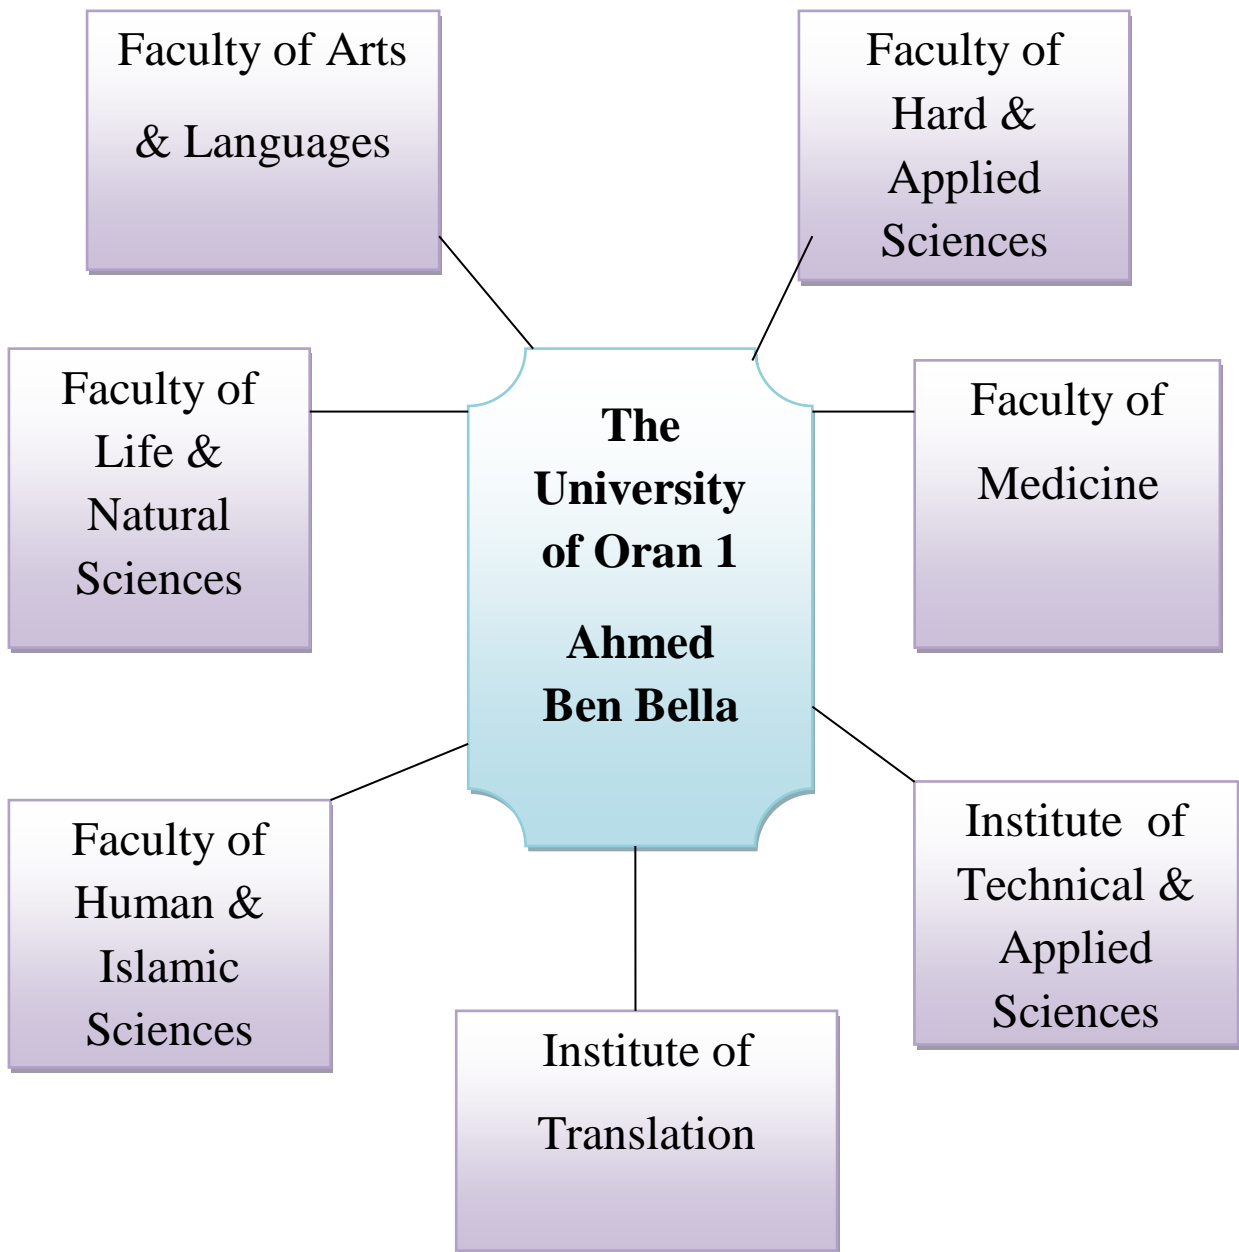 Faculty of Arts
& Languages
Faculty of
Hard &
Applied
Sciences
Faculty of
Life &
Natural
Sciences
The
University
of Oran 1
Ahmed
Ben Bella
Faculty of
Medicine
Faculty of
Human &
Islamic
Sciences
Institute of
Technical &
Applied
Sciences
Institute of
Translation